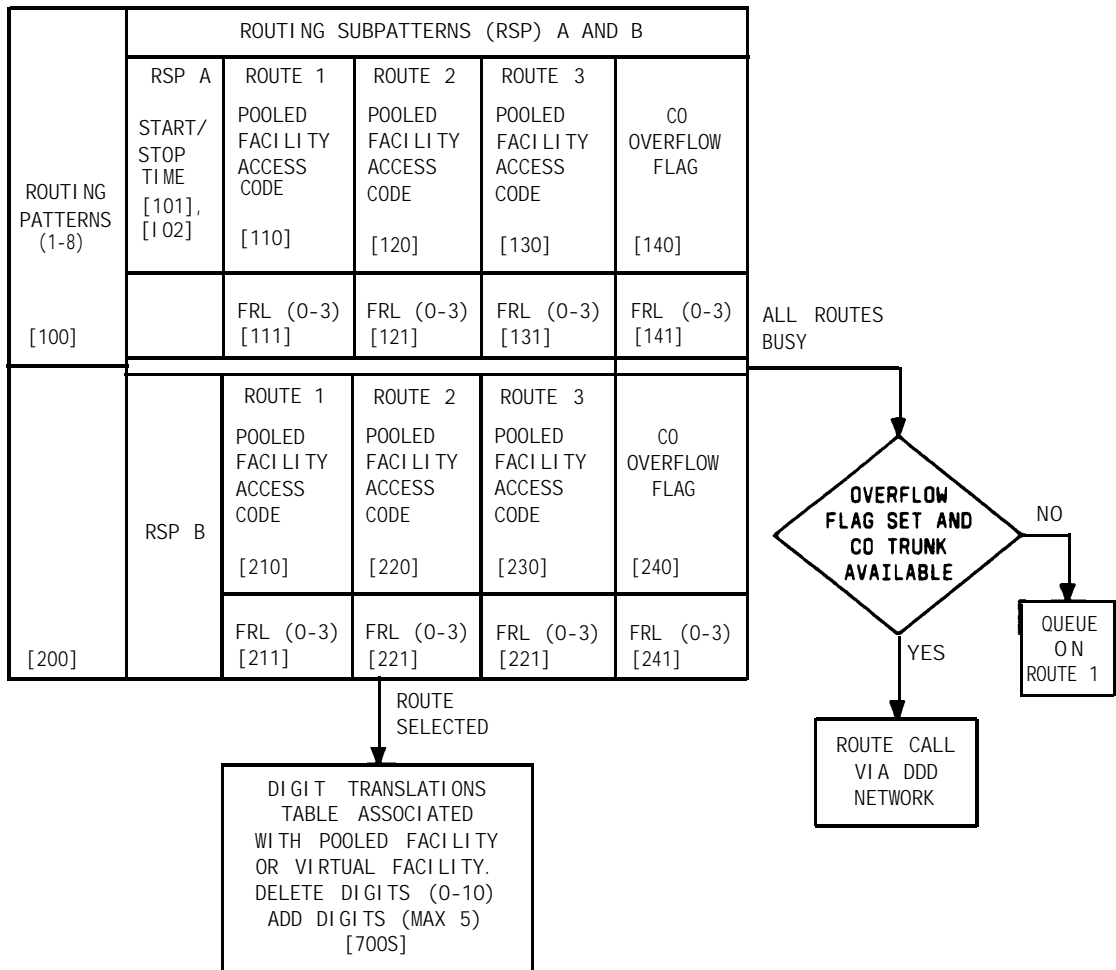 ROUTING SUBPATTERNS (RSP) A AND B
ROUTING
PATTERNS
(1-8)
[100]
RSP A
START/
STOP
TIME
[101],
[I02]
ROUTE 1
POOLED
FACILITY
ACCESS
CODE
[110]
ROUTE 2
POOLED
FACILITY
ACCESS
CODE
[120]
ROUTE 3
POOLED
FACILITY
ACCESS
CODE
[130]
CO
OVERFLOW
FLAG
[140]
FRL (0-3)
[111]
FRL (0-3)
[121]
FRL (0-3)
[131]
FRL (0-3)
[141]
ALL ROUTES
BUSY
[200]
RSP B
ROUTE 1
POOLED
FACILITY
ACCESS
CODE
[210]
ROUTE 2
POOLED
FACILITY
ACCESS
CODE
[220]
ROUTE 3
POOLED
FACILITY
ACCESS
CODE
[230]
CO
OVERFLOW
FLAG
[240]
FRL (0-3)
[211]
FRL (0-3)
[221]
FRL (0-3)
[221]
FRL (0-3)
[241]
OVERFLOW
FLAG SET AND
CO TRUNK
AVAILABLE
NO
QUEUE
ON
ROUTE 1
YES
ROUTE CALL
VIA DDD
NETWORK
ROUTE
SELECTED
DIGIT TRANSLATIONS
TABLE ASSOCIATED
WITH POOLED FACILITY
OR VIRTUAL FACILITY.
DELETE DIGITS (0-10)
ADD DIGITS (MAX 5)
[700S]